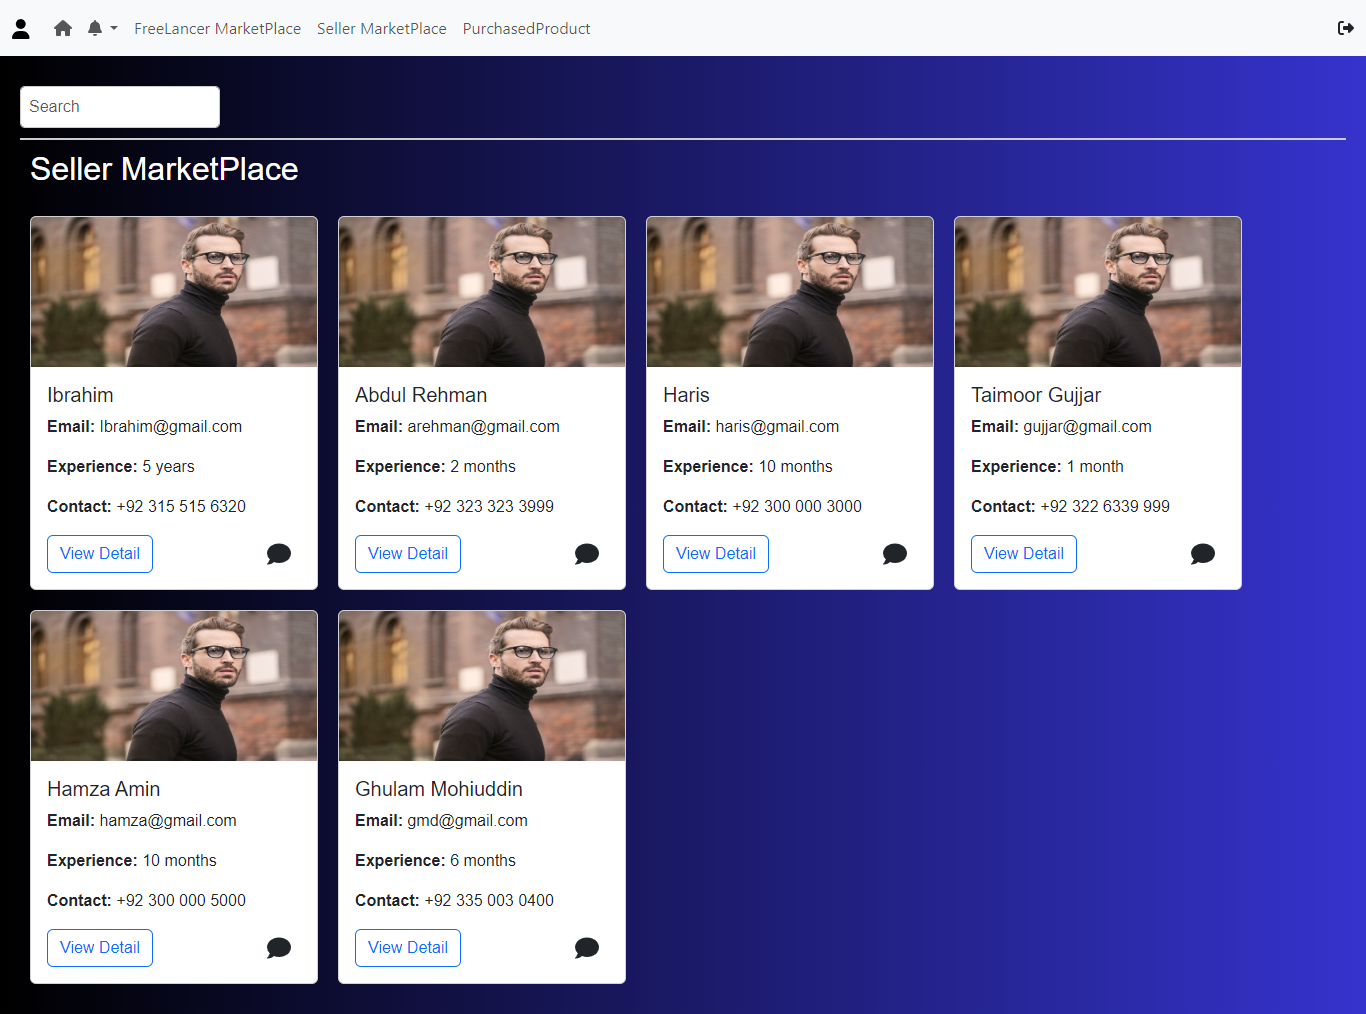 FreeLancer MarketPlace Seller MarketPlace PurchasedProduct
Search
Seller MarketPlace
Ibrahim
Email: Ibrahim@gmail.com
Experience: 5 years
Contact: +92 315 515 6320
View Detail
Abdul Rehman
Email: arehman@gmail.com
Experience: 2 months
Contact: +92 323 323 3999
View Detail
Haris
Email: haris@gmail.com
Experience: 10 months
Contact: +92 300 000 3000
View Detail
Taimoor Gujjar
Email: gujjar@gmail.com
Experience: 1 month
Contact: +92 322 6339 999
View Detail
Hamza Amin
Email: hamza@gmail.com
Experience: 10 months
Contact: +92 300 000 5000
View Detail
Ghulam Mohiuddin
Email: gmd@gmail.com
Experience: 6 months
Contact: +92 335 003 0400
View Detail